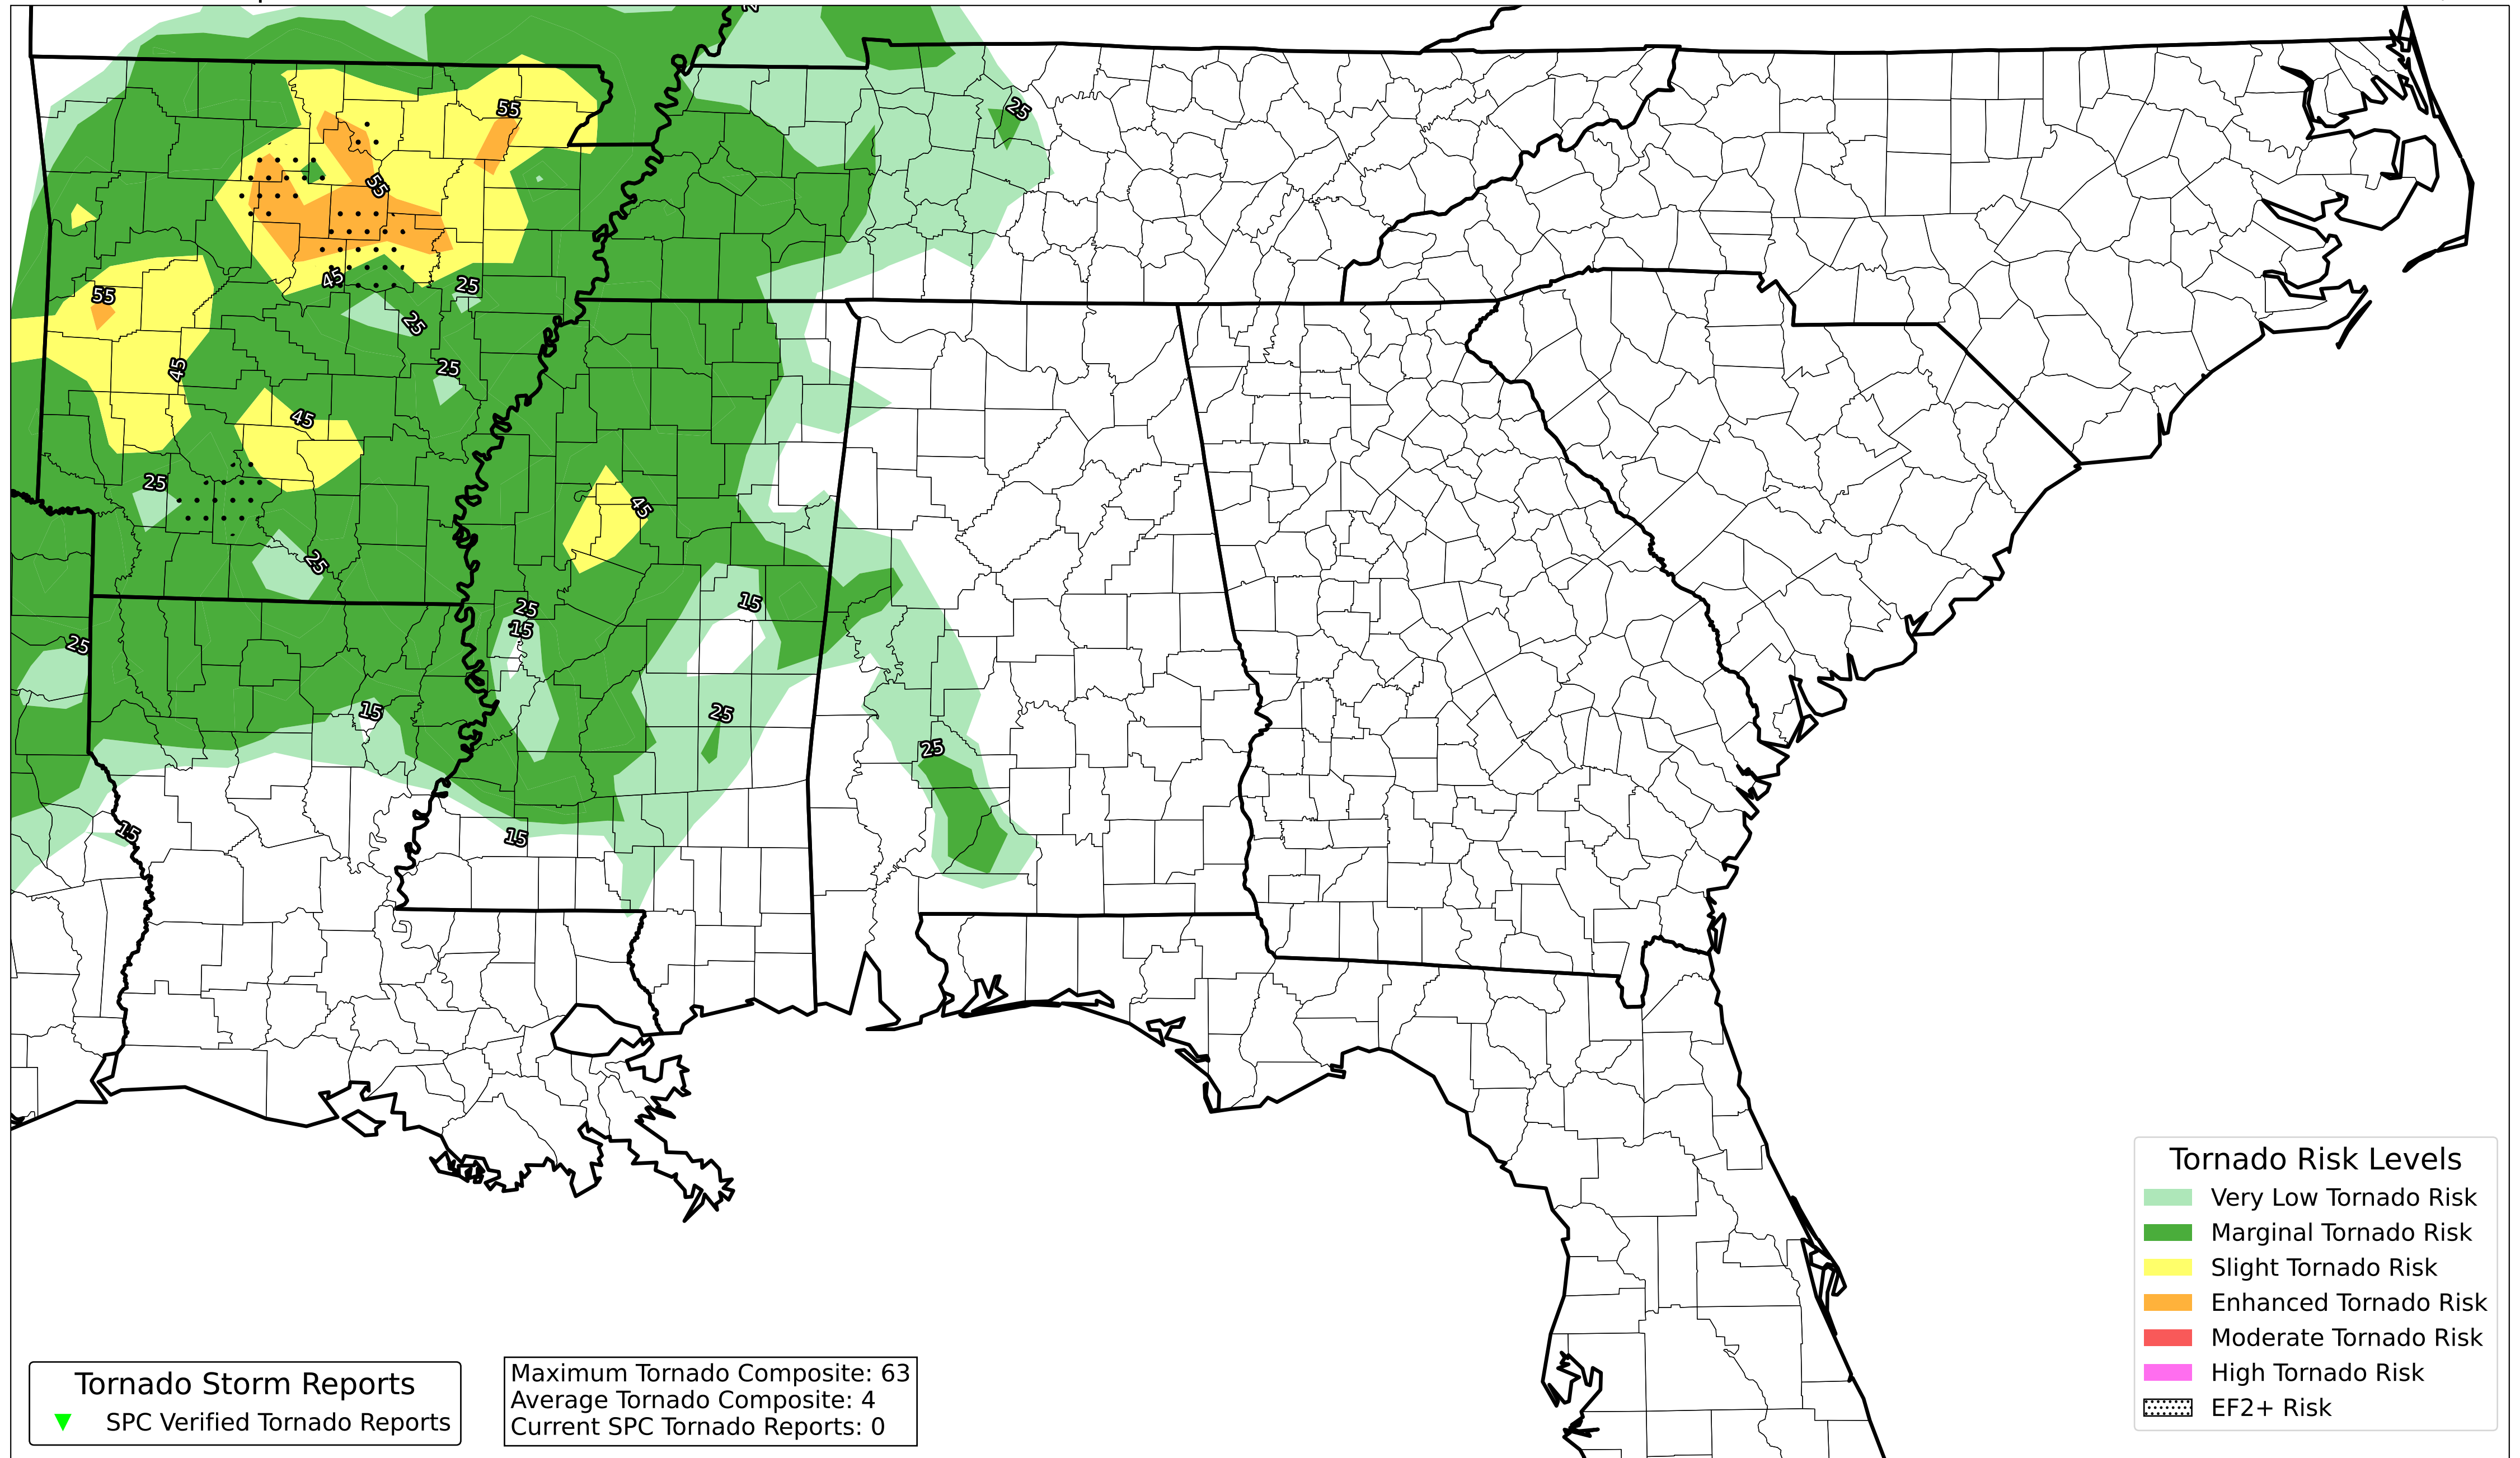 25
55
55
45
25
55
25
25
45
45
25
45
25
25
15
15
25
15
25
25
15
15
Tornado Risk Levels
Very Low Tornado Risk
Marginal Tornado Risk
Slight Tornado Risk
Enhanced Tornado Risk
Moderate Tornado Risk
High Tornado Risk
EF2+ Risk
Tornado Storm Reports
SPC Verified Tornado Reports
Maximum Tornado Composite: 63
Average Tornado Composite: 4
Current SPC Tornado Reports: 0